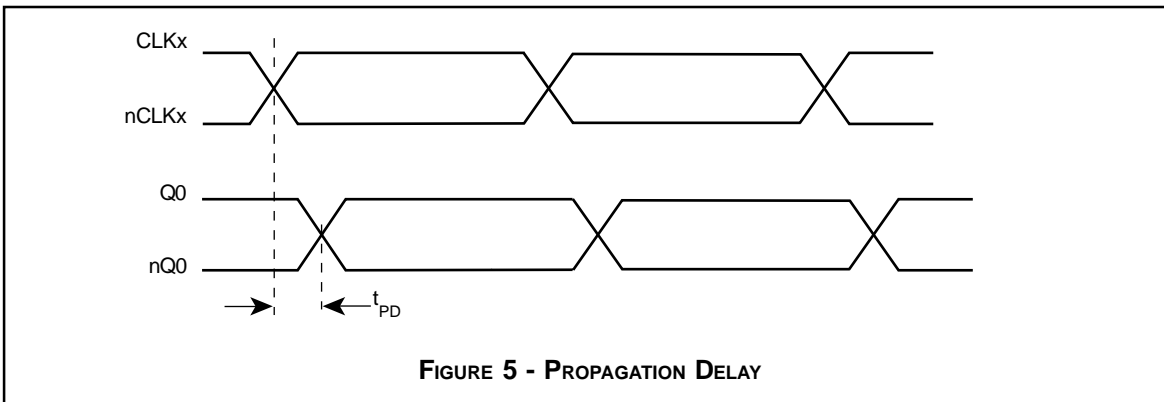 CLKx
nCLKx
Q0
nQ0
tPD
FIGURE 5 - PROPAGATION DELAY